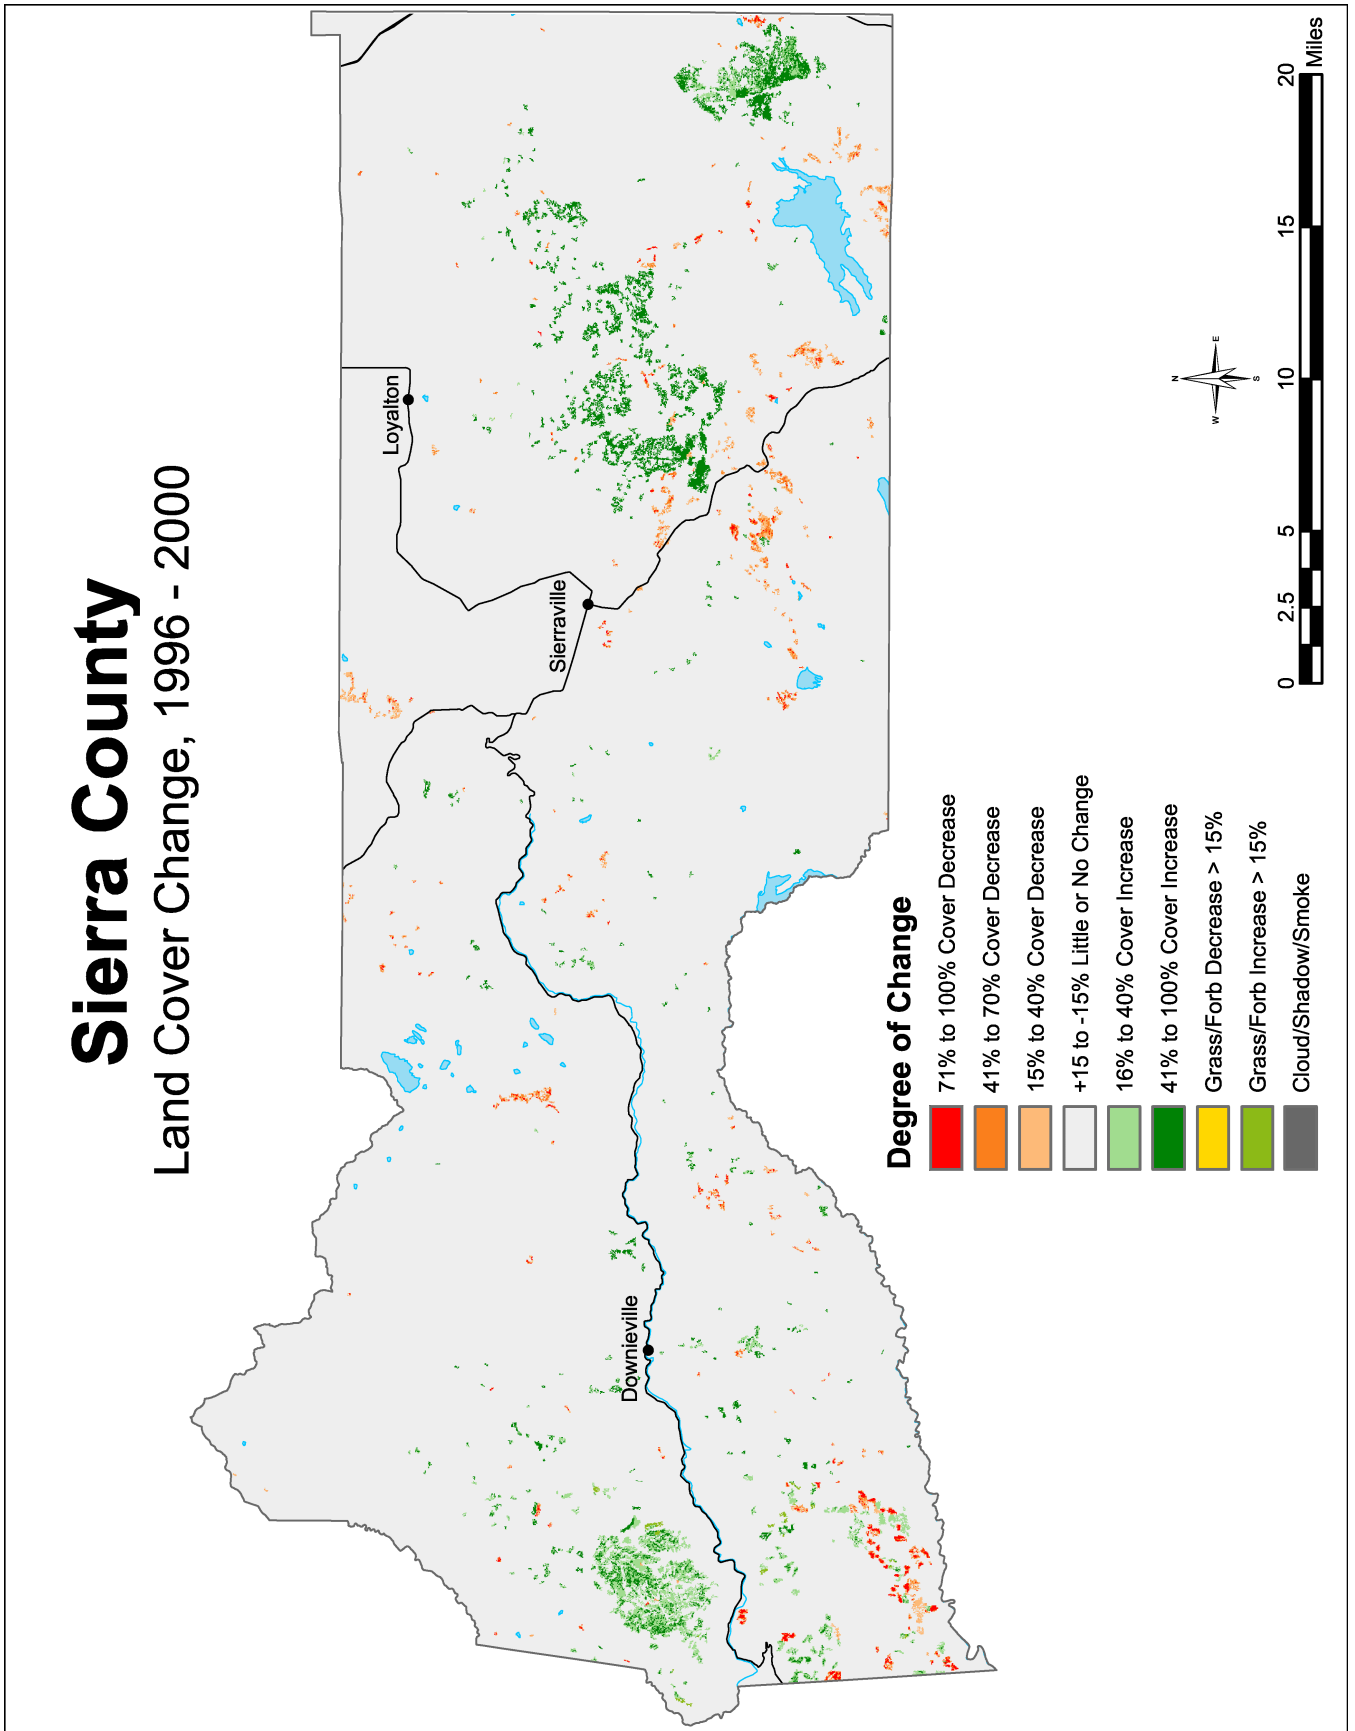 Sierra County
Land Cover Change, 1996 - 2000
Loyalton
Sierraville
Downieville
Degree of Change
71% to 100% Cover Decrease
41% to 70% Cover Decrease
15% to 40% Cover Decrease
+15 to -15% Little or No Change
16% to 40% Cover Increase
41% to 100% Cover Increase
Grass/Forb Decrease > 15%
Grass/Forb Increase > 15%
Cloud/Shadow/Smoke
N
W E
S
0 2.5 5 10 15 20
Miles